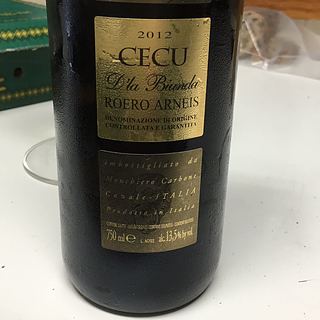 2012
CECU
D'la Biunda
ROERO ARNEIS
DENOMINAZIONE DI ORIGINE
CONTROLLATA E GARANTITA
imbottigliato da
Monchiero Carbone
Canale-ITALIA
Prodotto in Italia
750 ml e alc. 13,5% by vol.